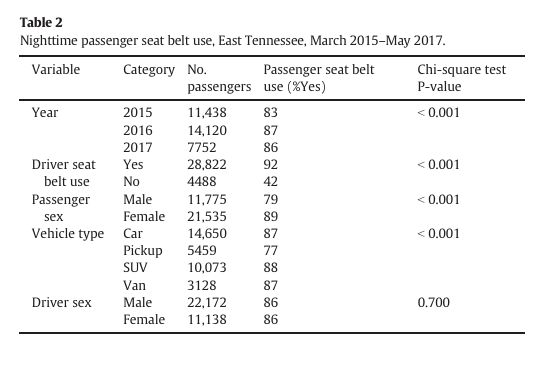 Table 2
Nighttime passenger seat belt use, East Tennessee, March 2015–May 2017.
Variable Category No. Passenger seat belt Chi-square test
passengers use (%Yes) P-value
Year 2015 11,438 83 < 0.001
2016 14,120 87
2017 7752 86
Driver seat Yes 28,822 92 < 0.001
belt use No 4488 42
Passenger Male 11,775 79 < 0.001
sex Female 21,535 89
Vehicle type Car 14,650 87 < 0.001
Pickup 5459 77
SUV 10,073 88
Van 3128 87
Driver sex Male 22,172 86 0.700
Female 11,138 86